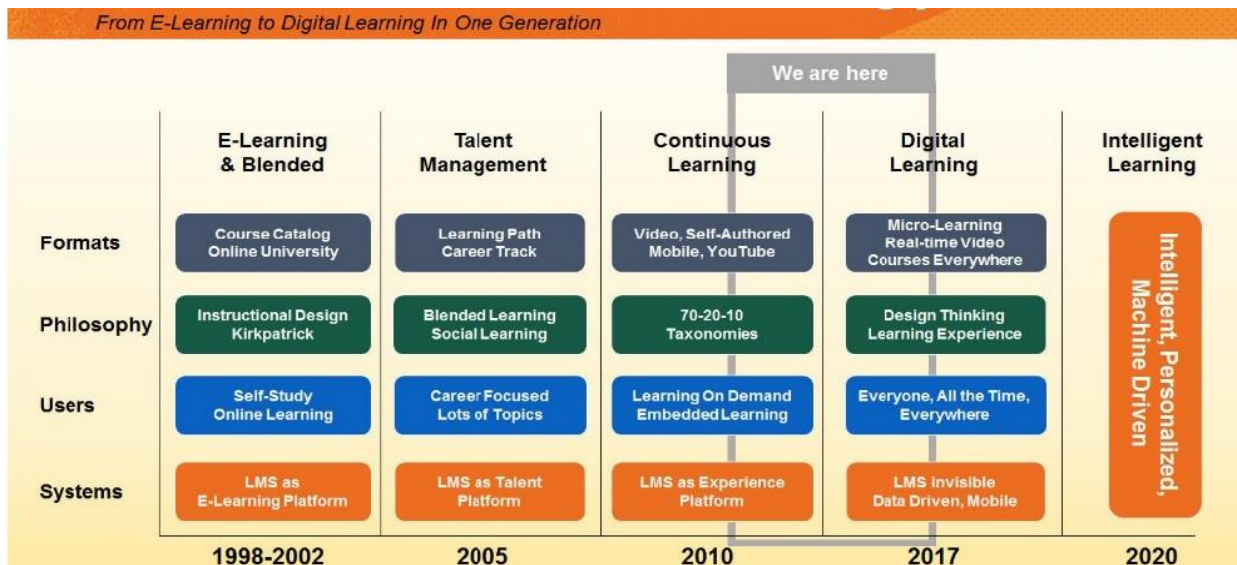 From E-Learning to Digital Learning In One Generation
We are here
E-Learning
& Blended
Talent
Management
Continuous
Learning
Digital
Learning
Intelligent
Learning
Formats
Course Catalog
Online University
Learning Path
Career Track
Video, Self-Authored
Mobile, YouTube
Micro-Learning
Real-time Video
Courses Everywhere
Philosophy
Instructional Design
Kirkpatrick
Blended Learning
Social Learning
70-20-10
Taxonomies
Design Thinking
Learning Experience
Users
Self-Study
Online Learning
Career Focused
Lots of Topics
Learning On Demand
Embedded Learning
Everyone, All the Time,
Everywhere
Systems
LMS as
E-Learning Platform
LMS as Talent
Platform
LMS as Experience
Platform
LMS Invisible
Data Driven, Mobile
Intelligent, Personalized,
Machine Driven
1998-2002
2005
2010
2017
2020